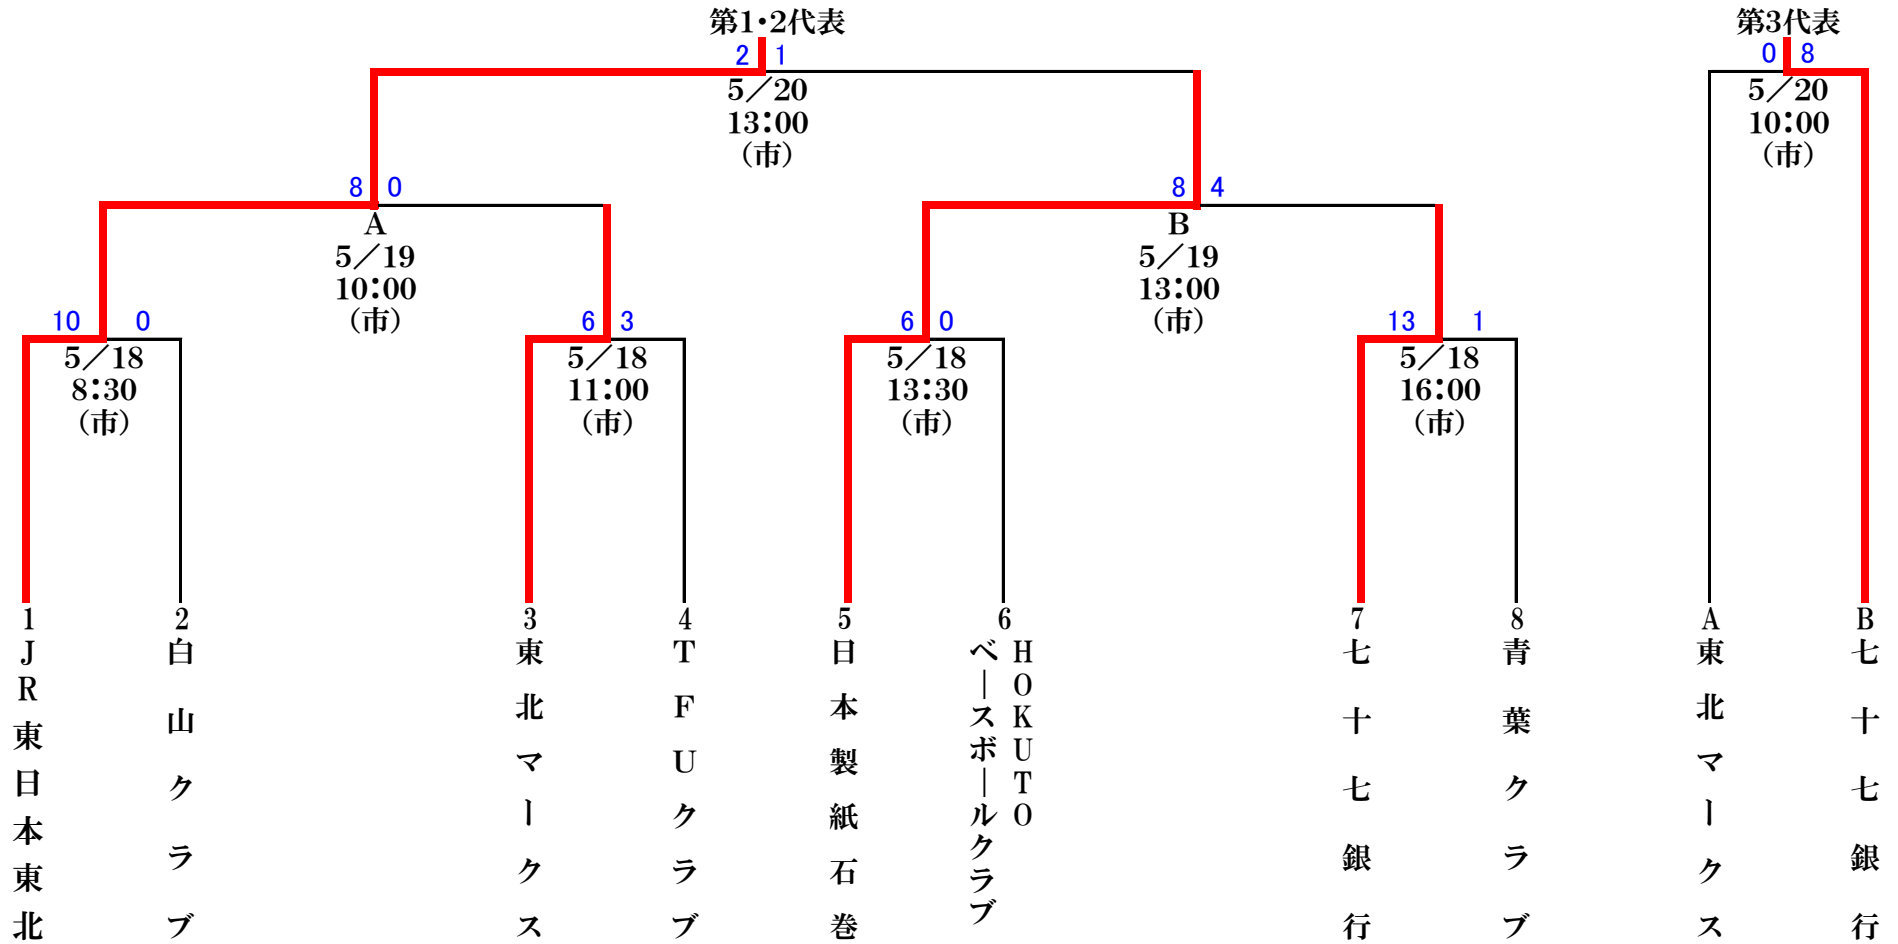 第1・2代表
2 1
5／20
13：00
（市）
第3代表
0 8
5／20
10：00
（市）
8 0
A
5／19
10：00
（市）
8 4
B
5／19
13：00
（市）
10 0
5／18
8：30
（市）
6 3
5／18
11：00
（市）
6 0
5／18
13：30
（市）
13 1
5／18
16：00
（市）
1
JR東日本東北
2
白山クラブ
3
東北マークス
4
TFUクラブ
5
日本製紙石巻
6
HOKUTO
ベースボールクラブ
7
七十七銀行
8
青葉クラブ
A
東北マークス
B
七十七銀行